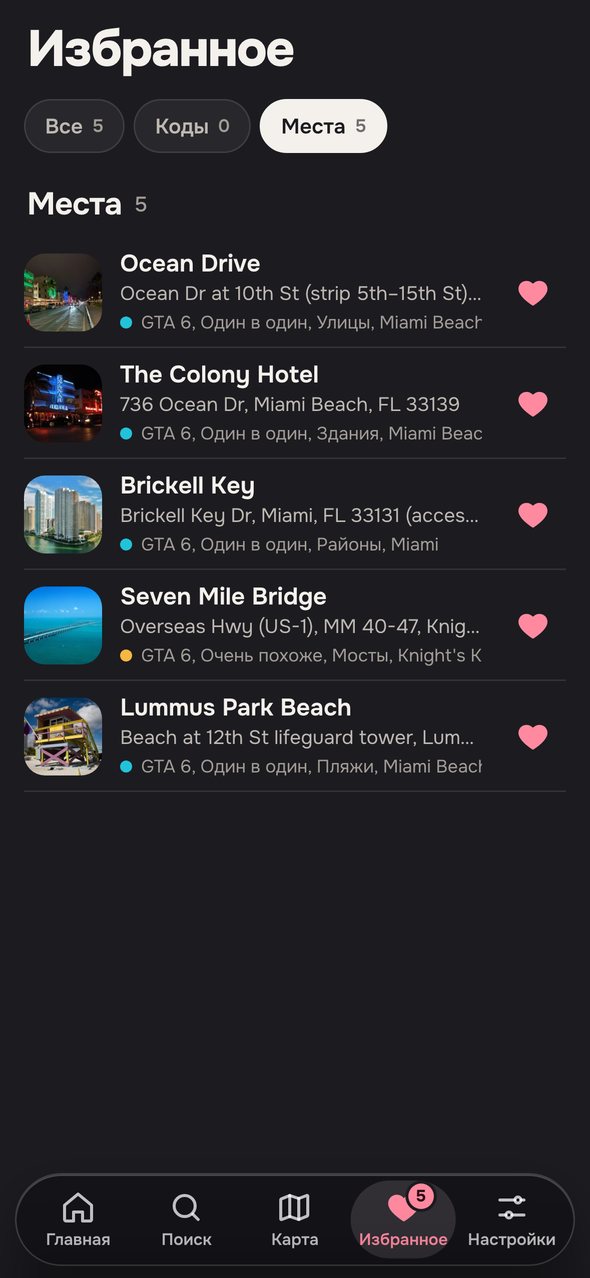 Избранное
Все 5
Коды 0
Места 5
Места 5
Ocean Drive
Ocean Dr at 10th St (strip 5th–15th St)...
GTA 6, Один в один, Улицы, Miami Beach
The Colony Hotel
736 Ocean Dr, Miami Beach, FL 33139
GTA 6, Один в один, Здания, Miami Beac
Brickell Key
Brickell Key Dr, Miami, FL 33131 (acces...
GTA 6, Один в один, Районы, Miami
Seven Mile Bridge
Overseas Hwy (US-1), MM 40-47, Knig...
GTA 6, Очень похоже, Мосты, Knight's K
Lummus Park Beach
Beach at 12th St lifeguard tower, Lum...
GTA 6, Один в один, Пляжи, Miami Beach
5
Главная
Поиск
Карта
Избранное
Настройки